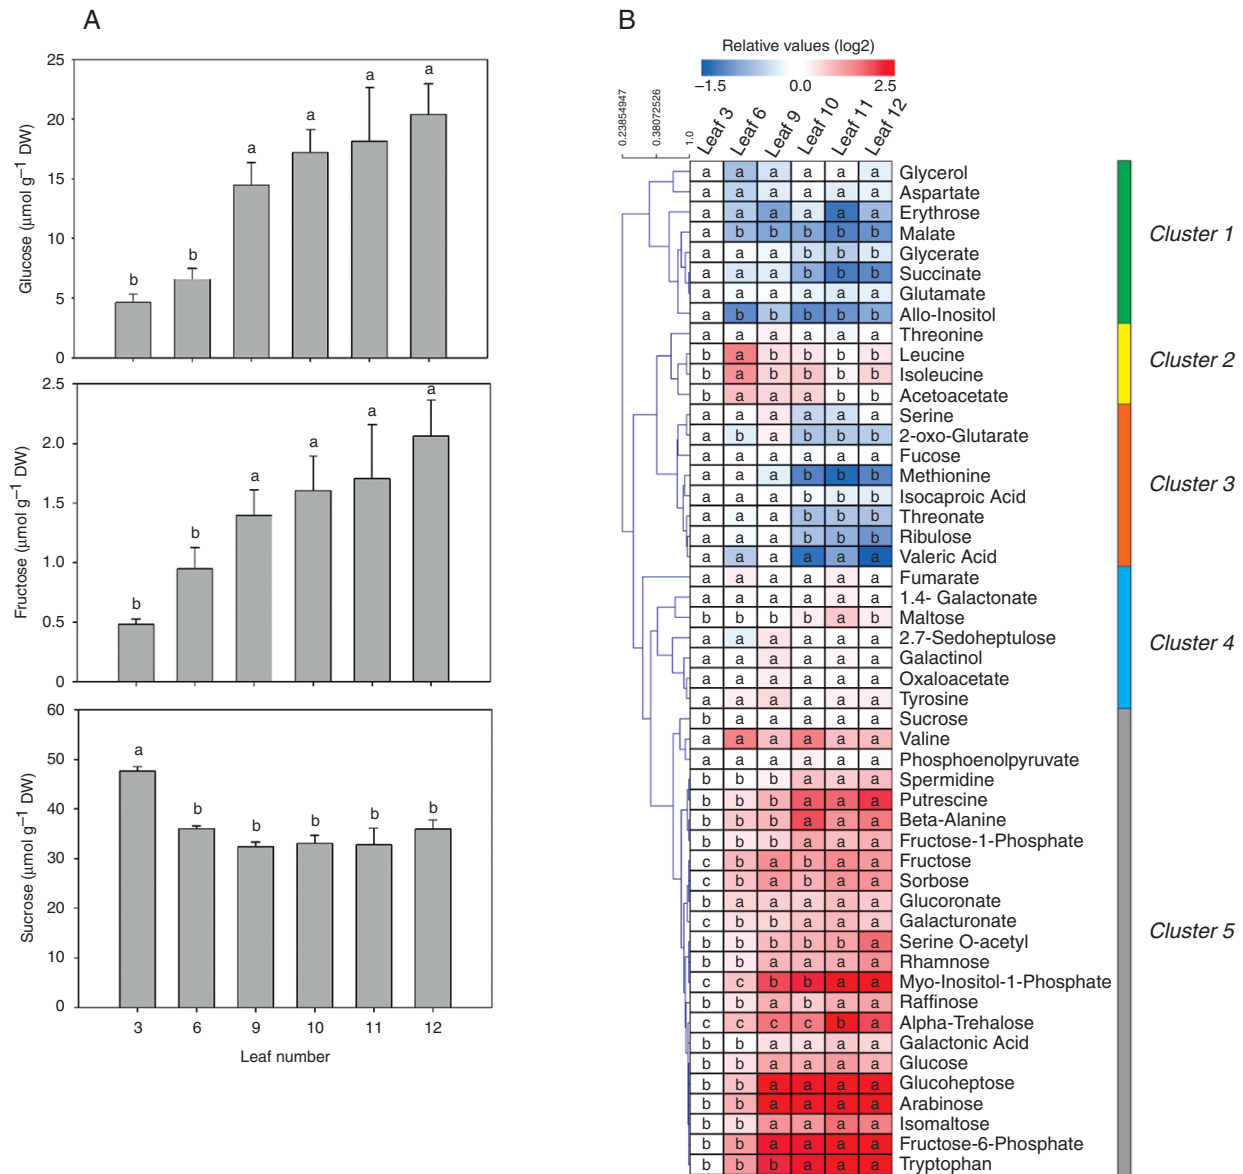 A
25
20
15
10
5
0
Glucose (μmol g−1 DW)
b
b
a
a
a
a
2.5
2.0
1.5
1.0
0.5
0
Fructose (μmol g−1 DW)
b
b
a
a
a
a
60
50
40
30
20
10
0
Sucrose (μmol g−1 DW)
a
b
b
b
b
b
3 6 9 10 11 12
Leaf number
B
Relative values (log2)
−1.5 0.0 2.5
0.23854947
0.38072526
1.0
Leaf 3 Leaf 6 Leaf 9 Leaf 10 Leaf 11 Leaf 12
a a a a a a Glycerol
a a a a a a Aspartate
a a a a a a Erythrose
a b b b b b Malate
a a a b b b Glycerate
a a a b b b Succinate
a a a a a a Glutamate
a b b b b b Allo-Inositol
Cluster 1
a a a a a a Threonine
b a b b b b Leucine
b a b b b b Isoleucine
b a a a b b Acetoacetate
Cluster 2
a a a a a a Serine
a b a b b b 2-oxo-Glutarate
a a a a a a Fucose
a a a b b b Methionine
a a a b b b Isocaproic Acid
a a a b b b Threonate
a a a b b b Ribulose
a a a a a a Valeric Acid
Cluster 3
a a a a a a Fumarate
a a a a a a 1.4- Galactonate
b b b b a b Maltose
a a a a a a 2.7-Sedoheptulose
a a a a a a Galactinol
a a a a a a Oxaloacetate
a a a a a a Tyrosine
Cluster 4
b a a a a a Sucrose
a a a a a a Valine
a a a a a a Phosphoenolpyruvate
b b b a a a Spermidine
b b b a a a Putrescine
b b b a a a Beta-Alanine
b b b a a a Fructose-1-Phosphate
c b a b a a Fructose
c b a b a a Sorbose
b a a a a a Glucoronate
c b b a a a Galacturonate
b b b b b a Serine O-acetyl
b b a a a a Rhamnose
c c b b a a Myo-Inositol-1-Phosphate
b b a b a a Raffinose
c c c c b a Alpha-Trehalose
b b a a a a Galactonic Acid
b b a a a a Glucose
b b a a a a Glucoheptose
b b a a a a Arabinose
b b a a a a Isomaltose
b b a a a a Fructose-6-Phosphate
b b b a a a Tryptophan
Cluster 5